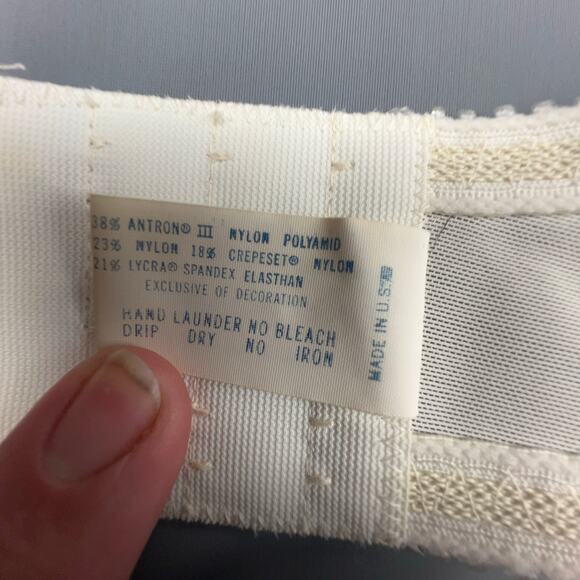 38% ANTRON® III NYLON POLYAMID
23% NYLON 18% CREPESET® NYLON
21% LYCRA® SPANDEX ELASTHAN
EXCLUSIVE OF DECORATION
HAND LAUNDER NO BLEACH
DRIP DRY NO IRON
MADE IN U.S.A.